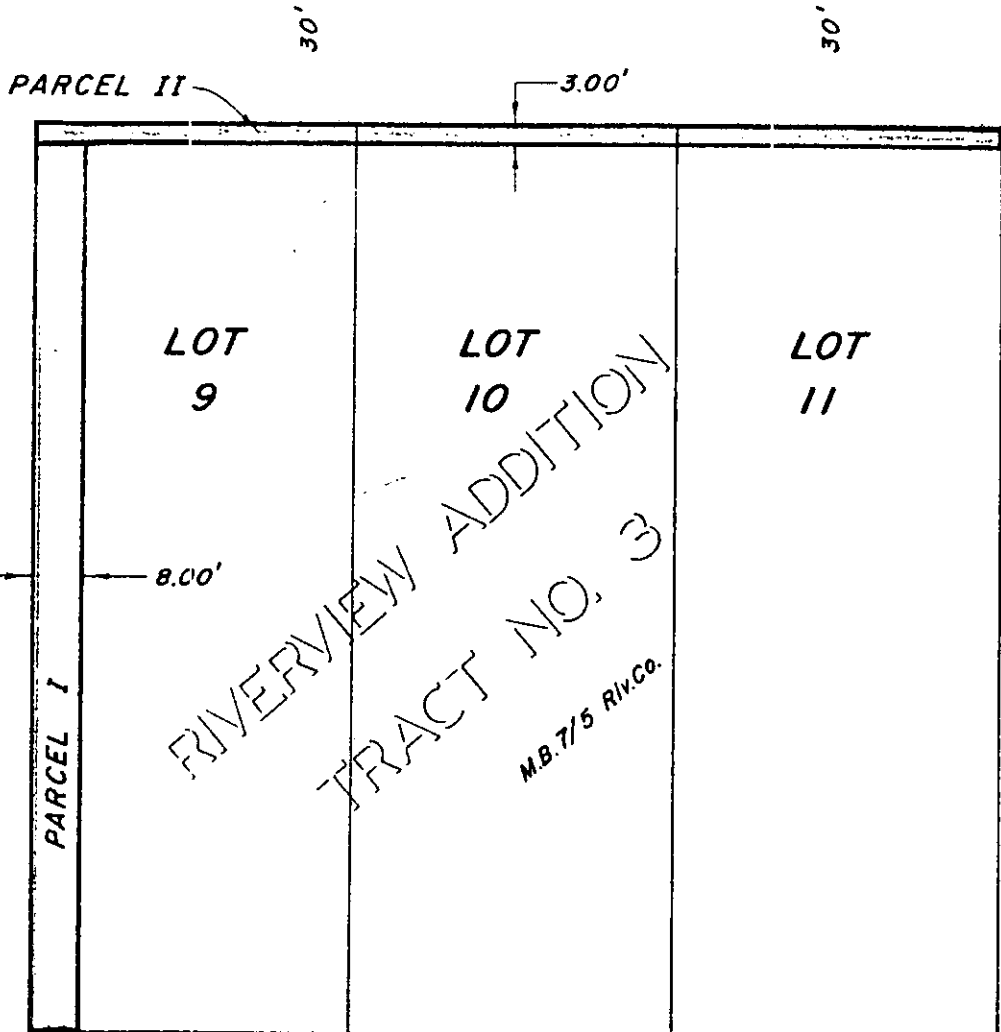 30'
30'
PARCEL II
3.00'
LOT
9
LOT
10
LOT
11
RIVERVIEW ADDITION
TRACT NO. 3
M.B. 7/5 Riv. Co.
8.00'
PARCEL I